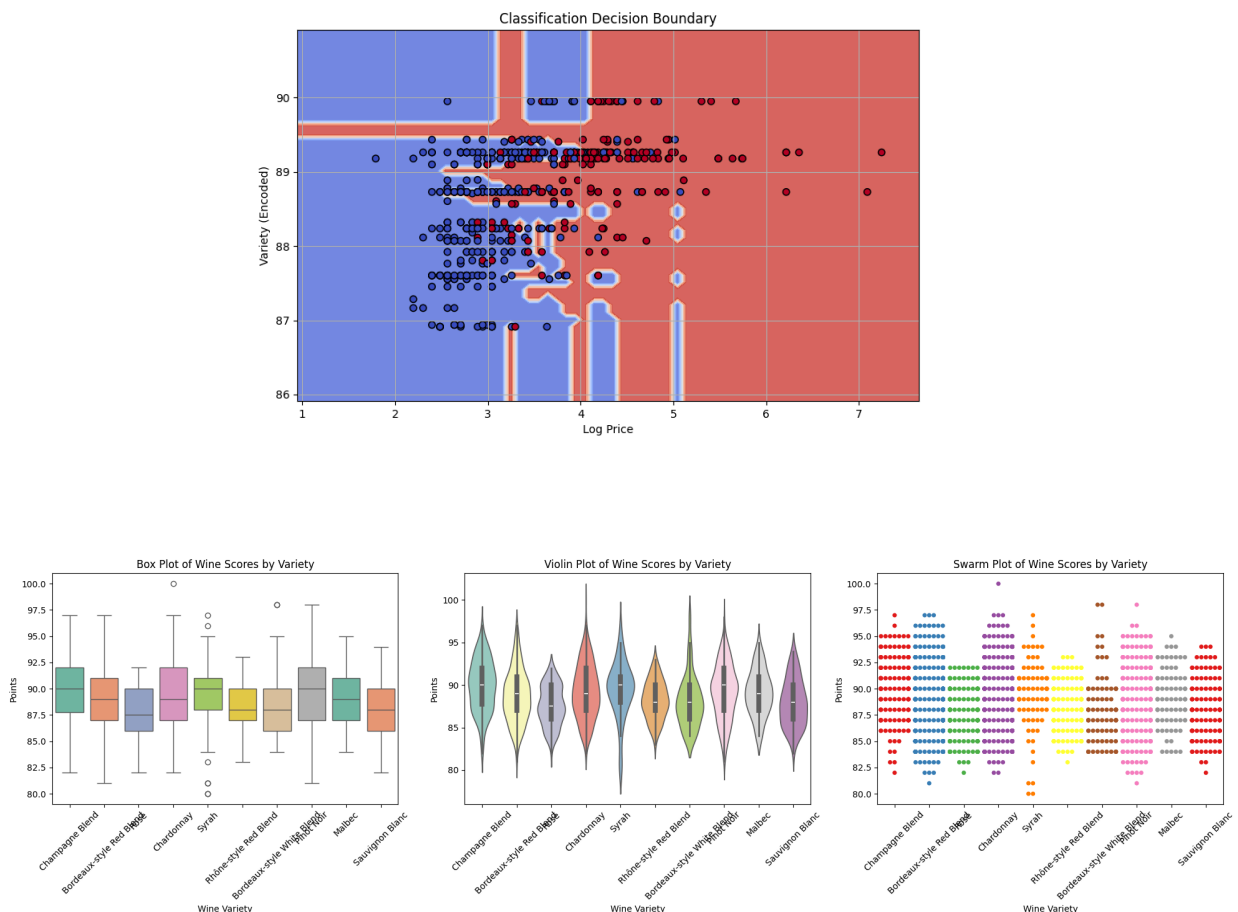 Classification Decision Boundary
90
89
88
87
86
Variety (Encoded)
1 2 3 4 5 6 7
Log Price
Box Plot of Wine Scores by Variety
100.0
97.5
95.0
92.5
90.0
87.5
85.0
82.5
80.0
Points
Champagne Blend
Bordeaux-style Red Blend
Rosé
Chardonnay
Syrah
Rhône-style Red Blend
Bordeaux-style White Blend
Pinot Noir
Malbec
Sauvignon Blanc
Wine Variety
Violin Plot of Wine Scores by Variety
100
95
90
85
80
Points
Champagne Blend
Bordeaux-style Red Blend
Rosé
Chardonnay
Syrah
Rhône-style Red Blend
Bordeaux-style White Blend
Pinot Noir
Malbec
Sauvignon Blanc
Wine Variety
Swarm Plot of Wine Scores by Variety
100.0
97.5
95.0
92.5
90.0
87.5
85.0
82.5
80.0
Points
Champagne Blend
Bordeaux-style Red Blend
Rosé
Chardonnay
Syrah
Rhône-style Red Blend
Bordeaux-style White Blend
Pinot Noir
Malbec
Sauvignon Blanc
Wine Variety